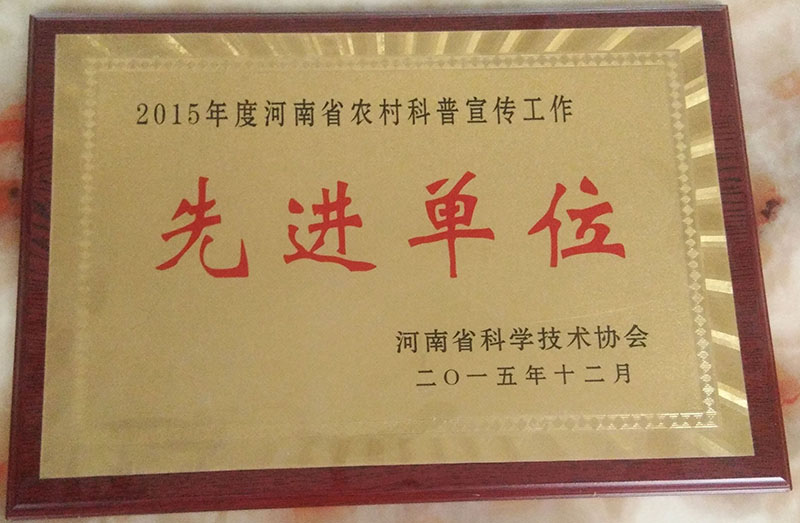 2015年度河南省农村科普宣传工作
先进单位
河南省科学技术协会
二〇一五年十二月